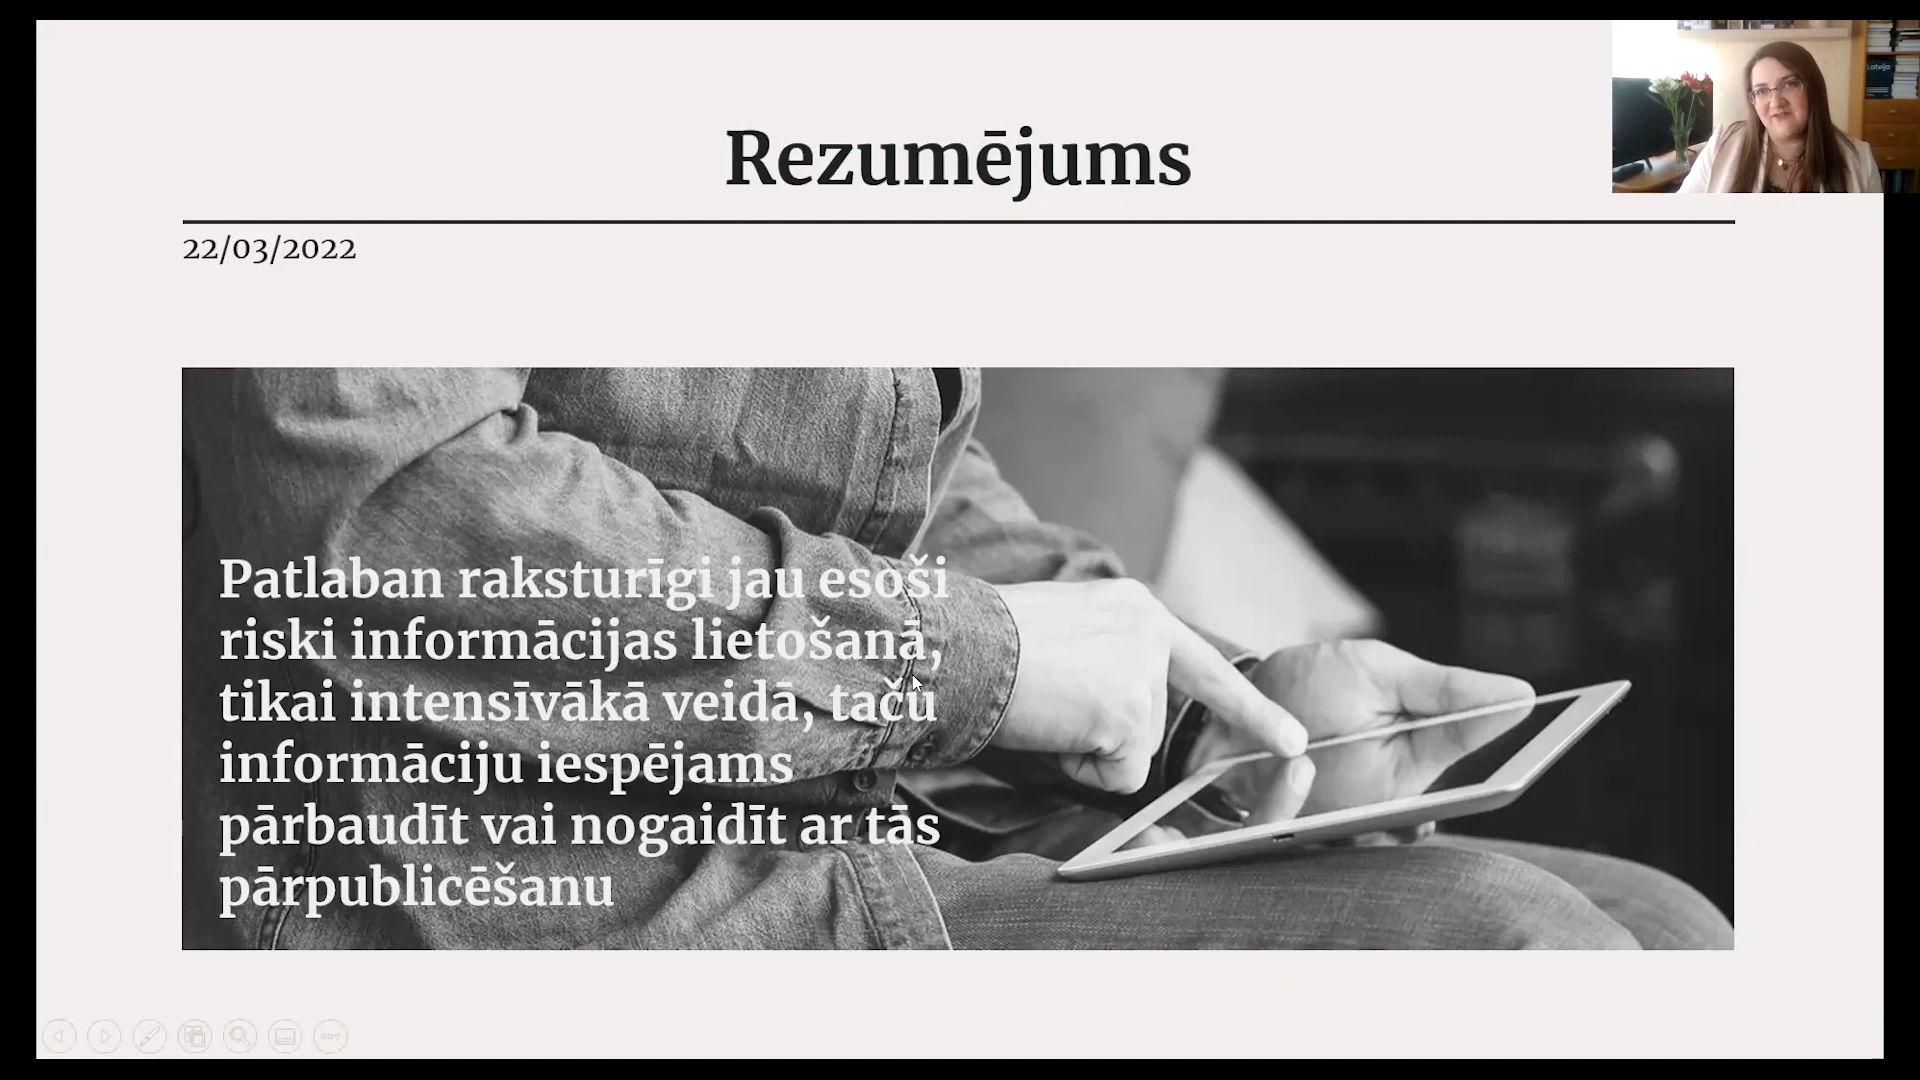 Rezumējums
Latvija
22/03/2022
Patlaban raksturīgi jau esoši
riski informācijas lietošanā,
tikai intensīvākā veidā, taču
informāciju iespējams
pārbaudīt vai nogaidīt ar tās
pārpublicēšanu